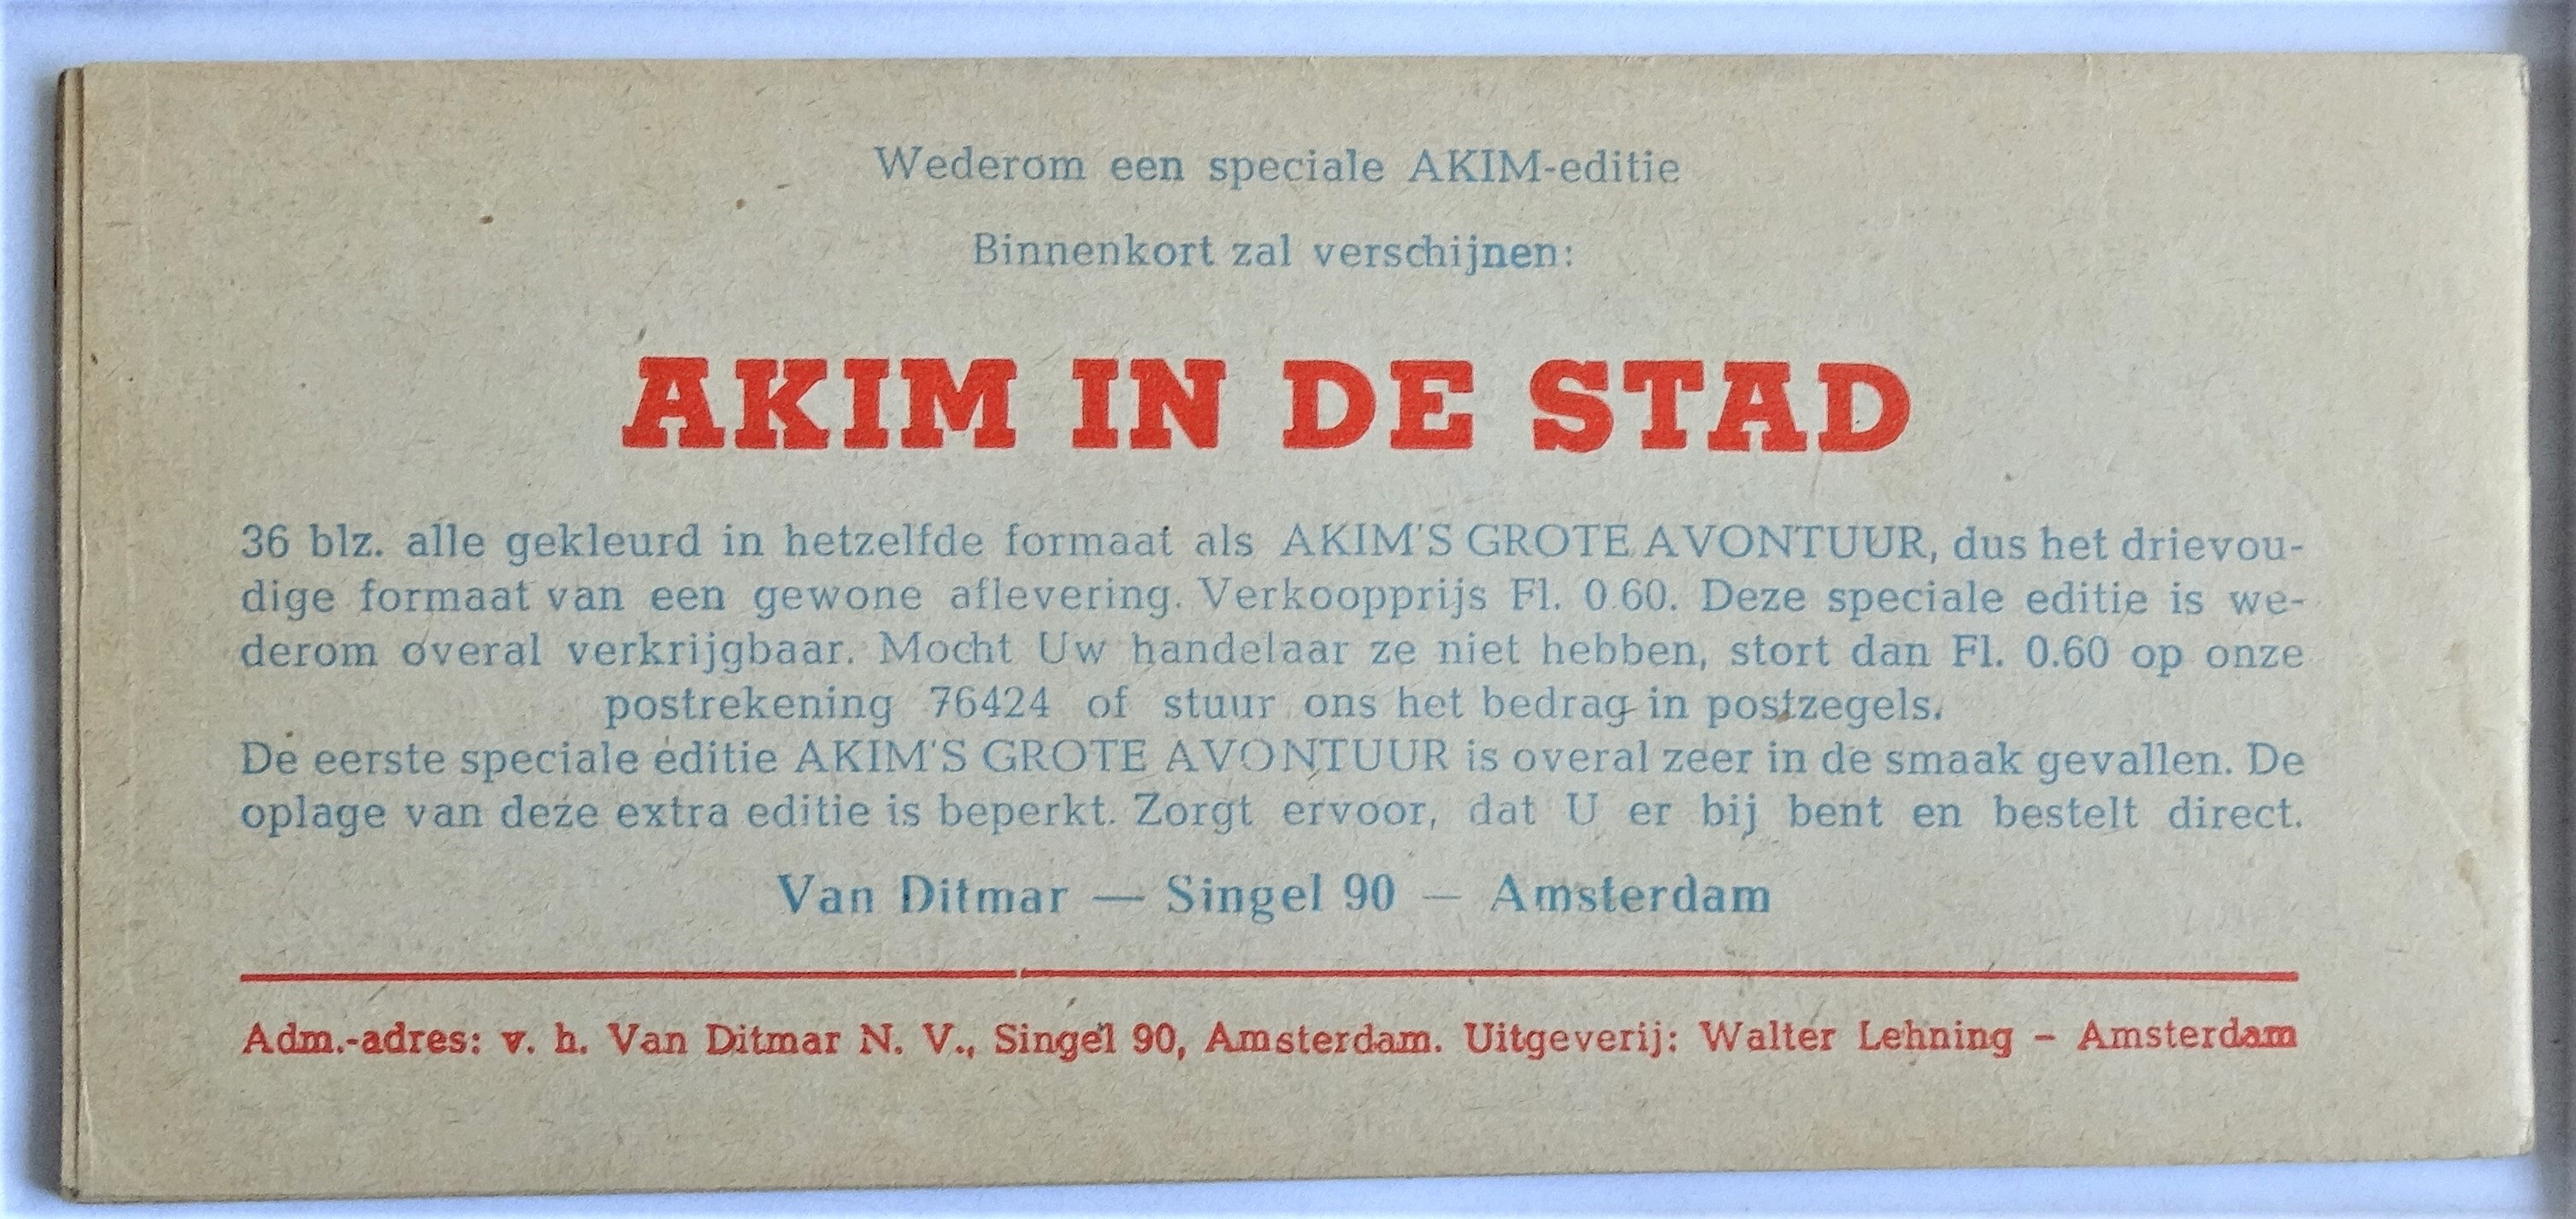 Wederom een speciale AKIM-editie
Binnenkort zal verschijnen:
AKIM IN DE STAD
36 blz. alle gekleurd in hetzelfde formaat als AKIM'S GROTE AVONTUUR, dus het drievou-
dige formaat van een gewone aflevering. Verkoopprijs Fl. 0.60. Deze speciale editie is we-
derom overal verkrijgbaar. Mocht Uw handelaar ze niet hebben, stort dan Fl. 0.60 op onze
postrekening 76424 of stuur ons het bedrag in postzegels.
De eerste speciale editie AKIM'S GROTE AVONTUUR is overal zeer in de smaak gevallen. De
oplage van deze extra editie is beperkt. Zorgt ervoor, dat U er bij bent en bestelt direct.
Van Ditmar — Singel 90 — Amsterdam
Adm.-adres: v. h. Van Ditmar N. V., Singel 90, Amsterdam. Uitgeverij: Walter Lehning - Amsterdam